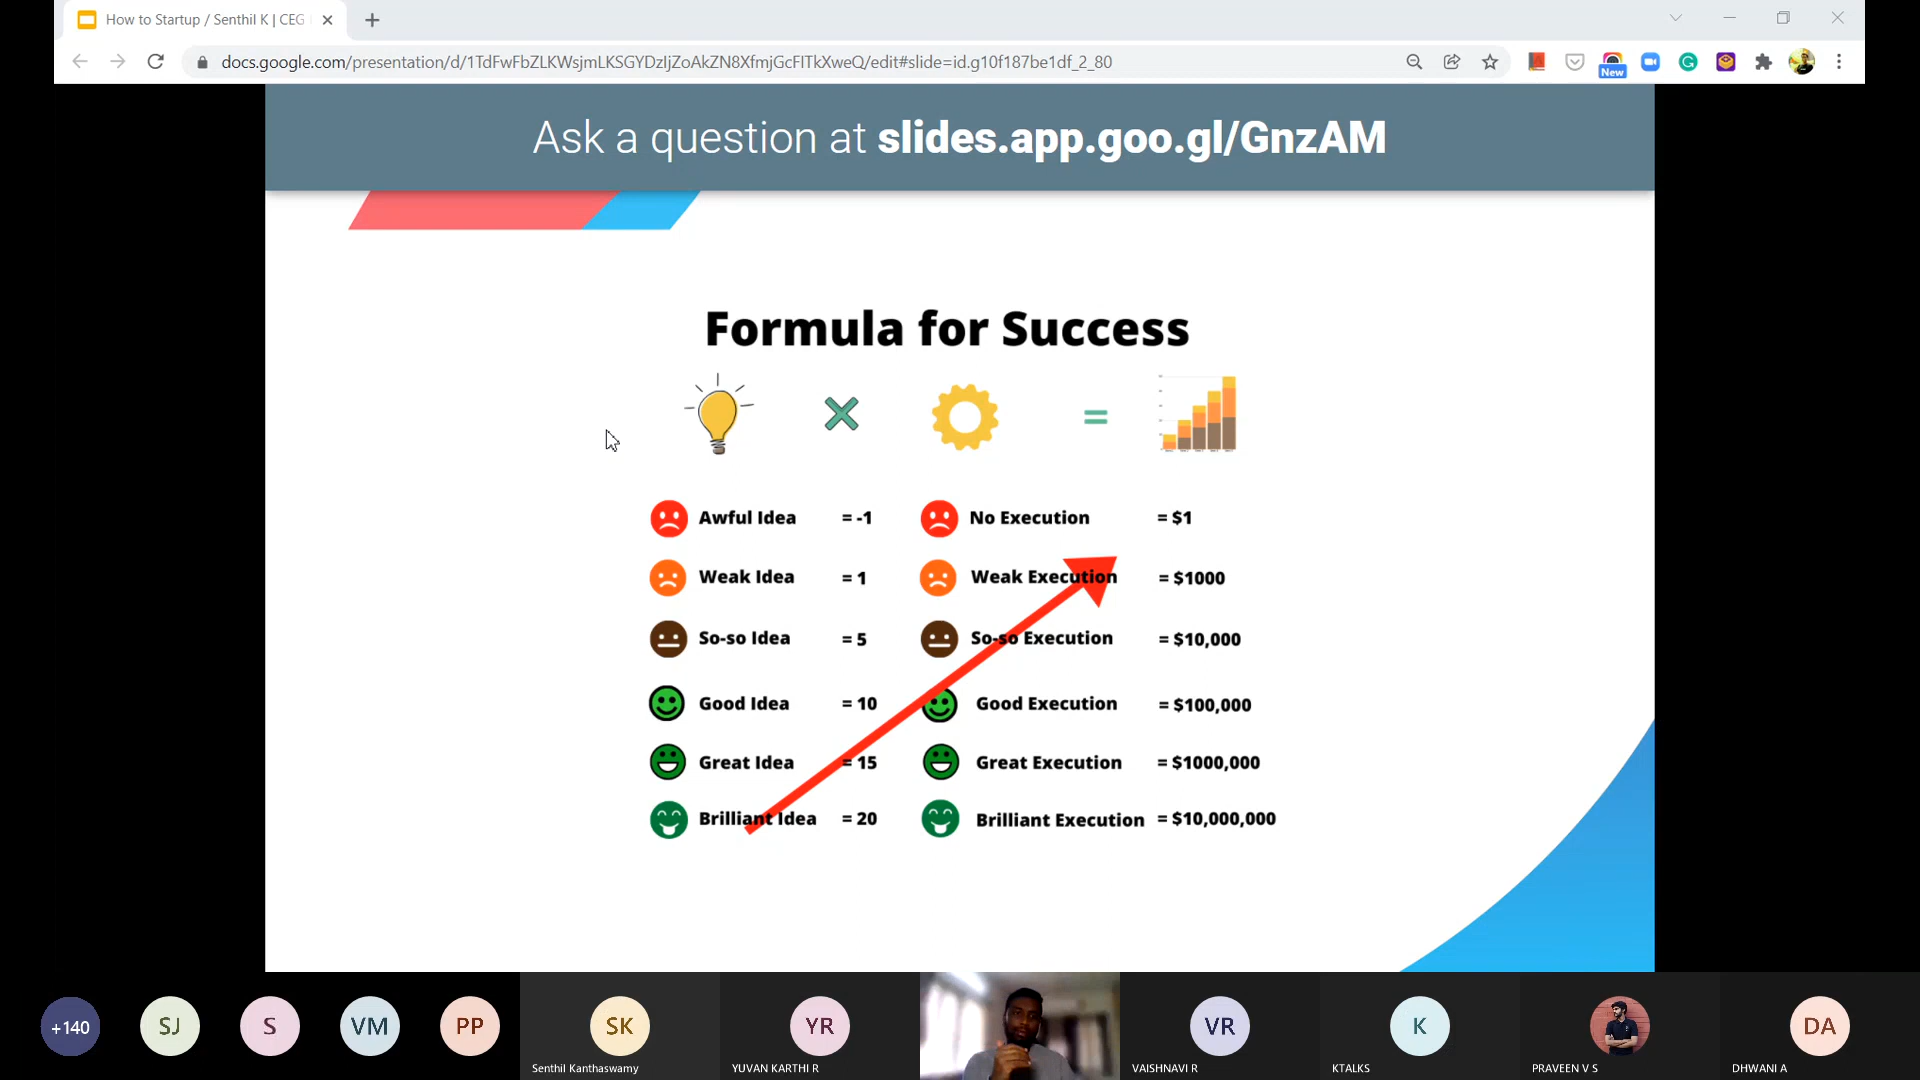 How to Startup / Senthil K | CEG
docs.google.com/presentation/d/1TdFwFbZLKWsjmLKSGYDzIjZoAkZN8XfmjGcFITkXweQ/edit#slide=id.g10f187be1df_2_80
New
Ask a question at slides.app.goo.gl/GnzAM
Formula for Success
Awful Idea = -1 No Execution = $1
Weak Idea = 1 Weak Execution = $1000
So-so Idea = 5 So-so Execution = $10,000
Good Idea = 10 Good Execution = $100,000
Great Idea = 15 Great Execution = $1000,000
Brilliant Idea = 20 Brilliant Execution = $10,000,000
+140 SJ S VM PP SK YR VR K DA
Senthil Kanthaswamy YUVAN KARTHI R VAISHNAVI R KTALKS PRAVEEN V S DHWANI A